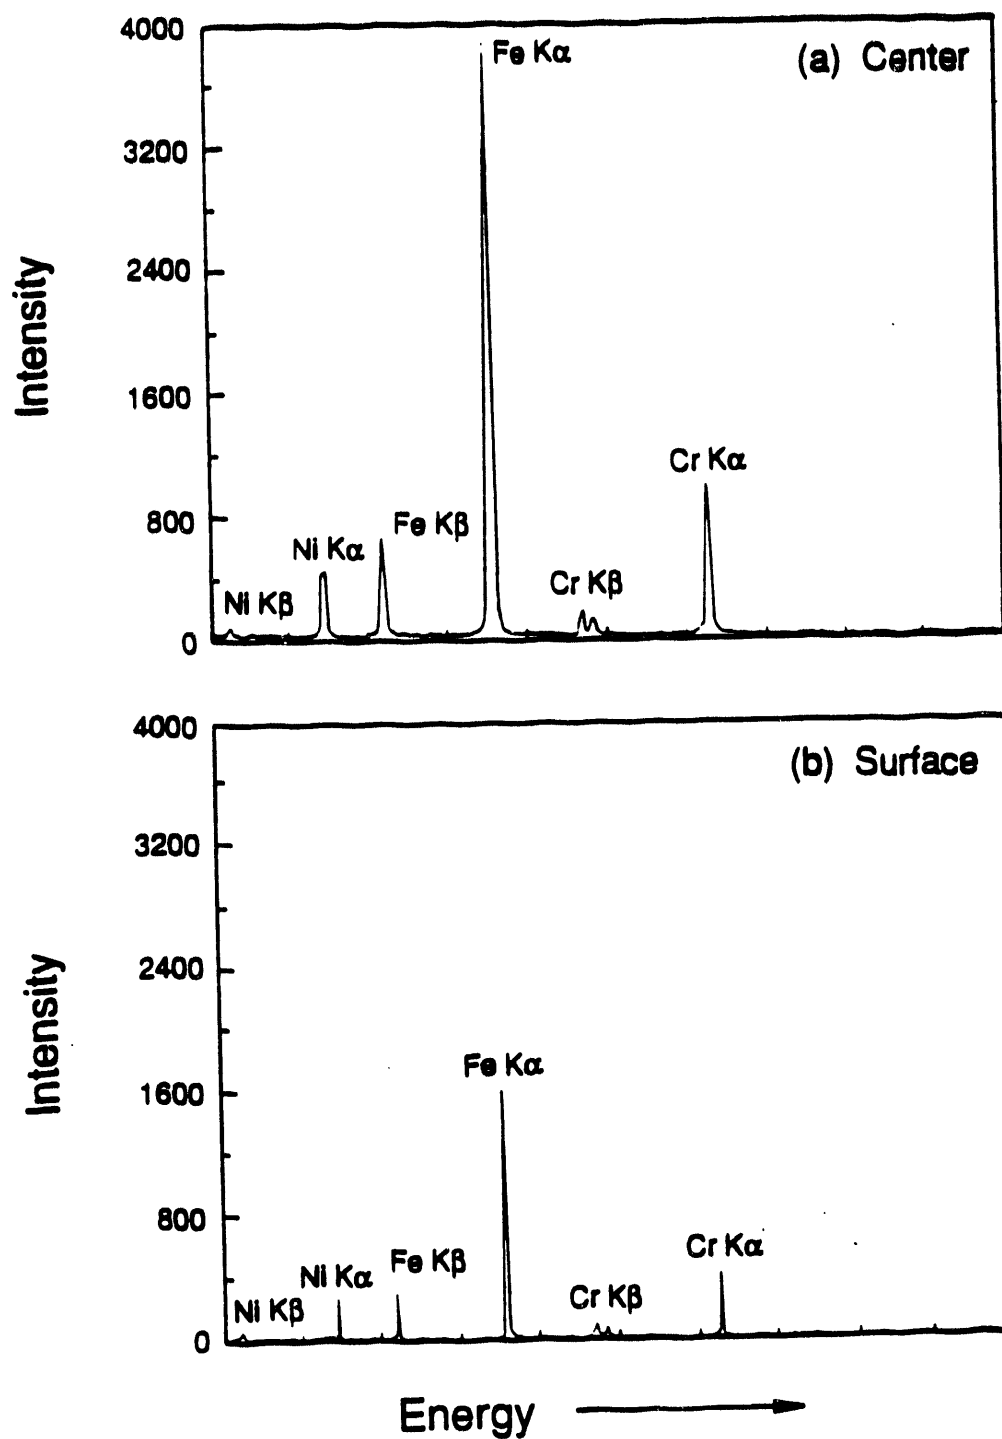 4000
Fe Kα
(a) Center
3200
2400
Intensity
1600
Cr Kα
800
Fe Kβ
Ni Kα
Cr Kβ
Ni Kβ
0
4000
(b) Surface
3200
2400
Intensity
Fe Kα
1600
800
Cr Kα
Fe Kβ
Ni Kα
Cr Kβ
Ni Kβ
0
Energy